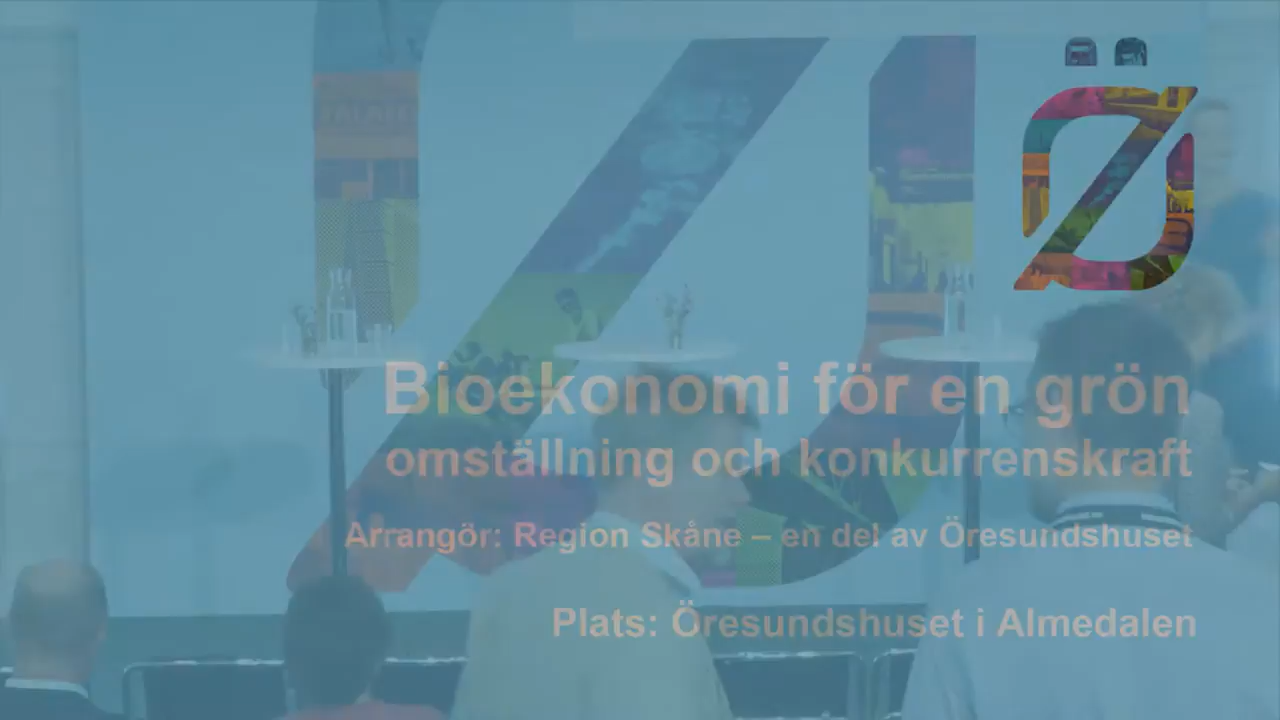 Bioekonomi för en grön
omställning och konkurrenskraft
Arrangör: Region Skåne – en del av Öresundshuset
Plats: Öresundshuset i Almedalen